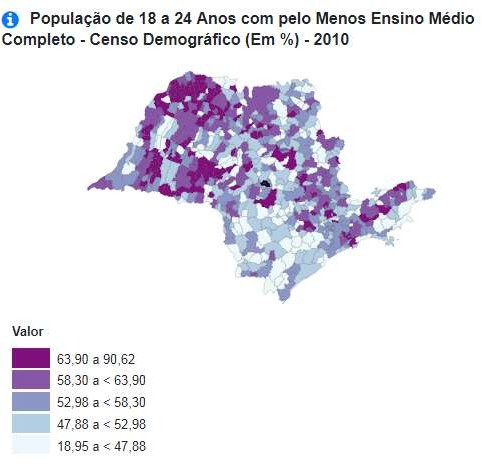 População de 18 a 24 Anos com pelo Menos Ensino Médio
Completo - Censo Demográfico (Em %) - 2010
Valor
63,90 a 90,62
58,30 a < 63,90
52,98 a < 58,30
47,88 a < 52,98
18,95 a < 47,88